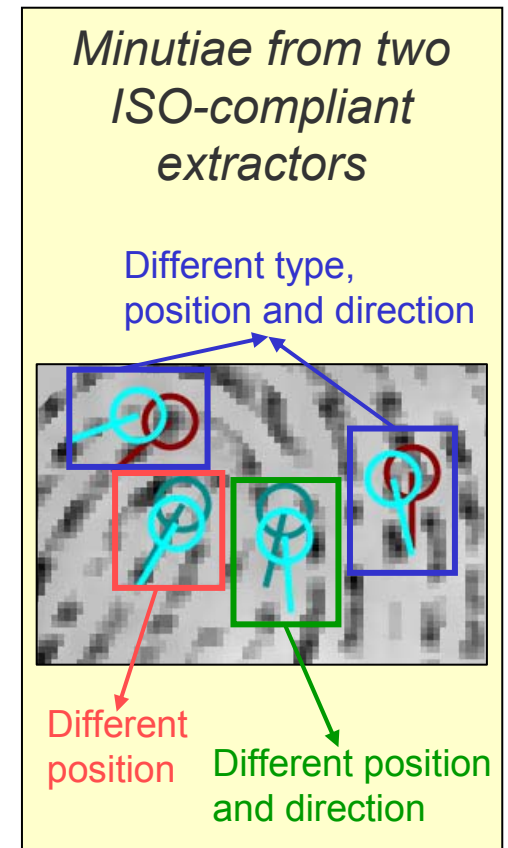 Minutiae from two
ISO-compliant
extractors
Different type,
position and direction
Different
position
Different position
and direction